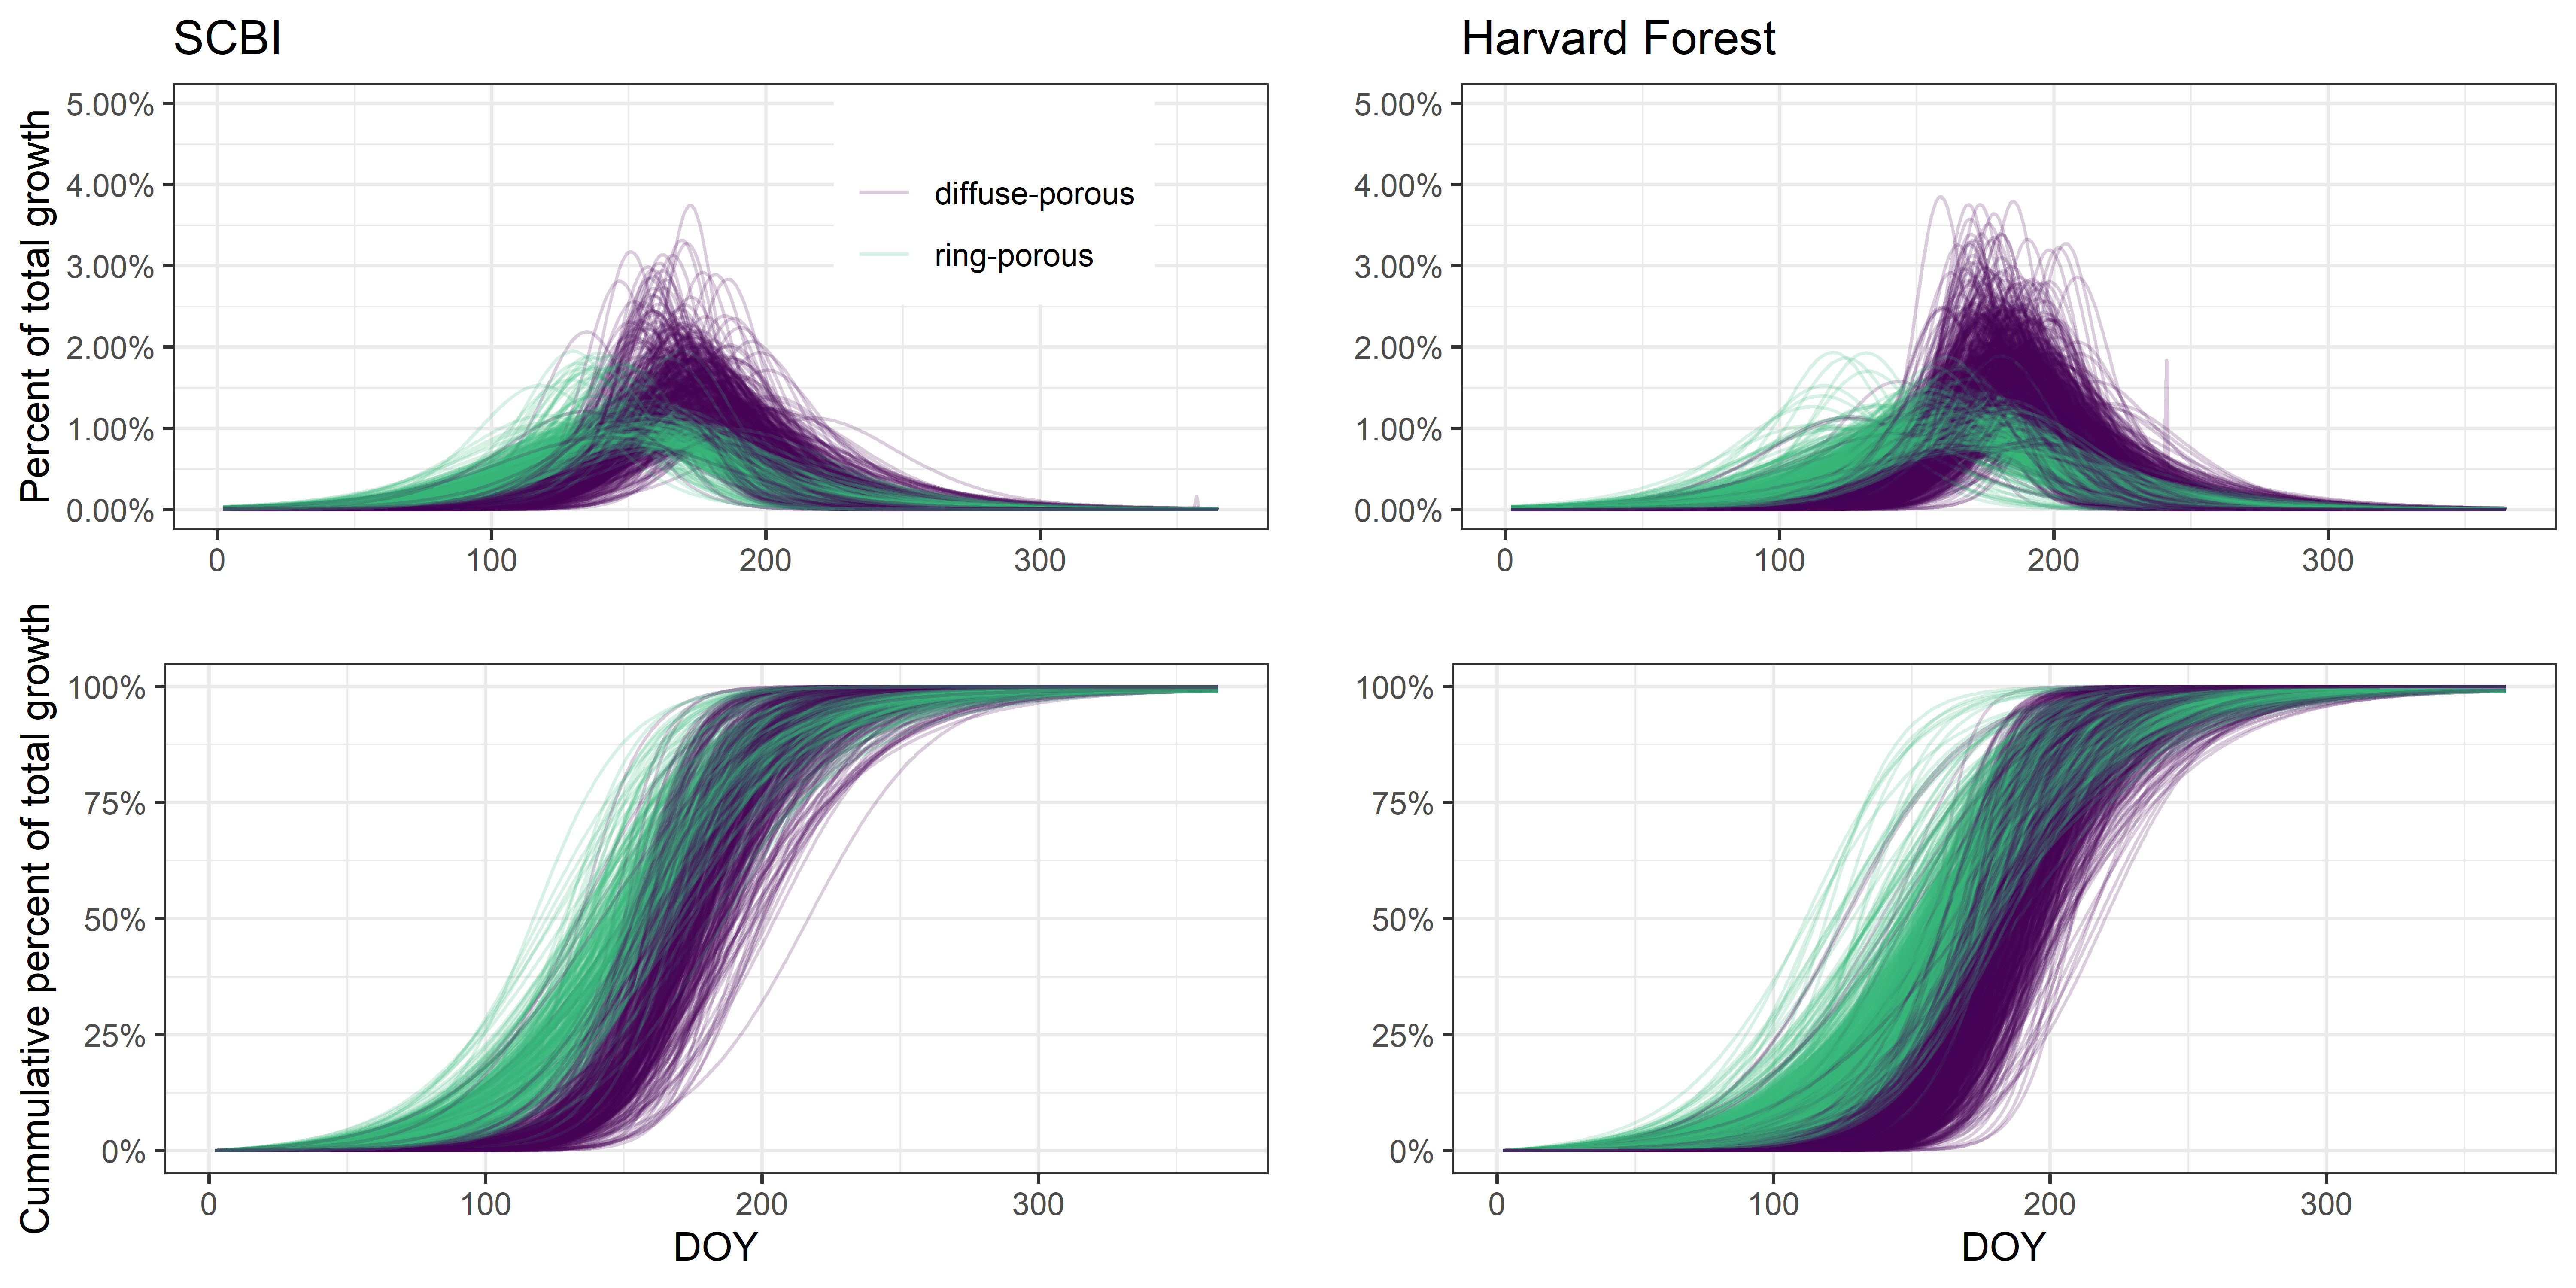 SCBI
Harvard Forest
Percent of total growth
5.00%
4.00%
3.00%
2.00%
1.00%
0.00%
diffuse-porous
ring-porous
0 100 200 300
5.00%
4.00%
3.00%
2.00%
1.00%
0.00%
0 100 200 300
Cummulative percent of total growth
100%
75%
50%
25%
0%
0 100 200 300
DOY
100%
75%
50%
25%
0%
0 100 200 300
DOY